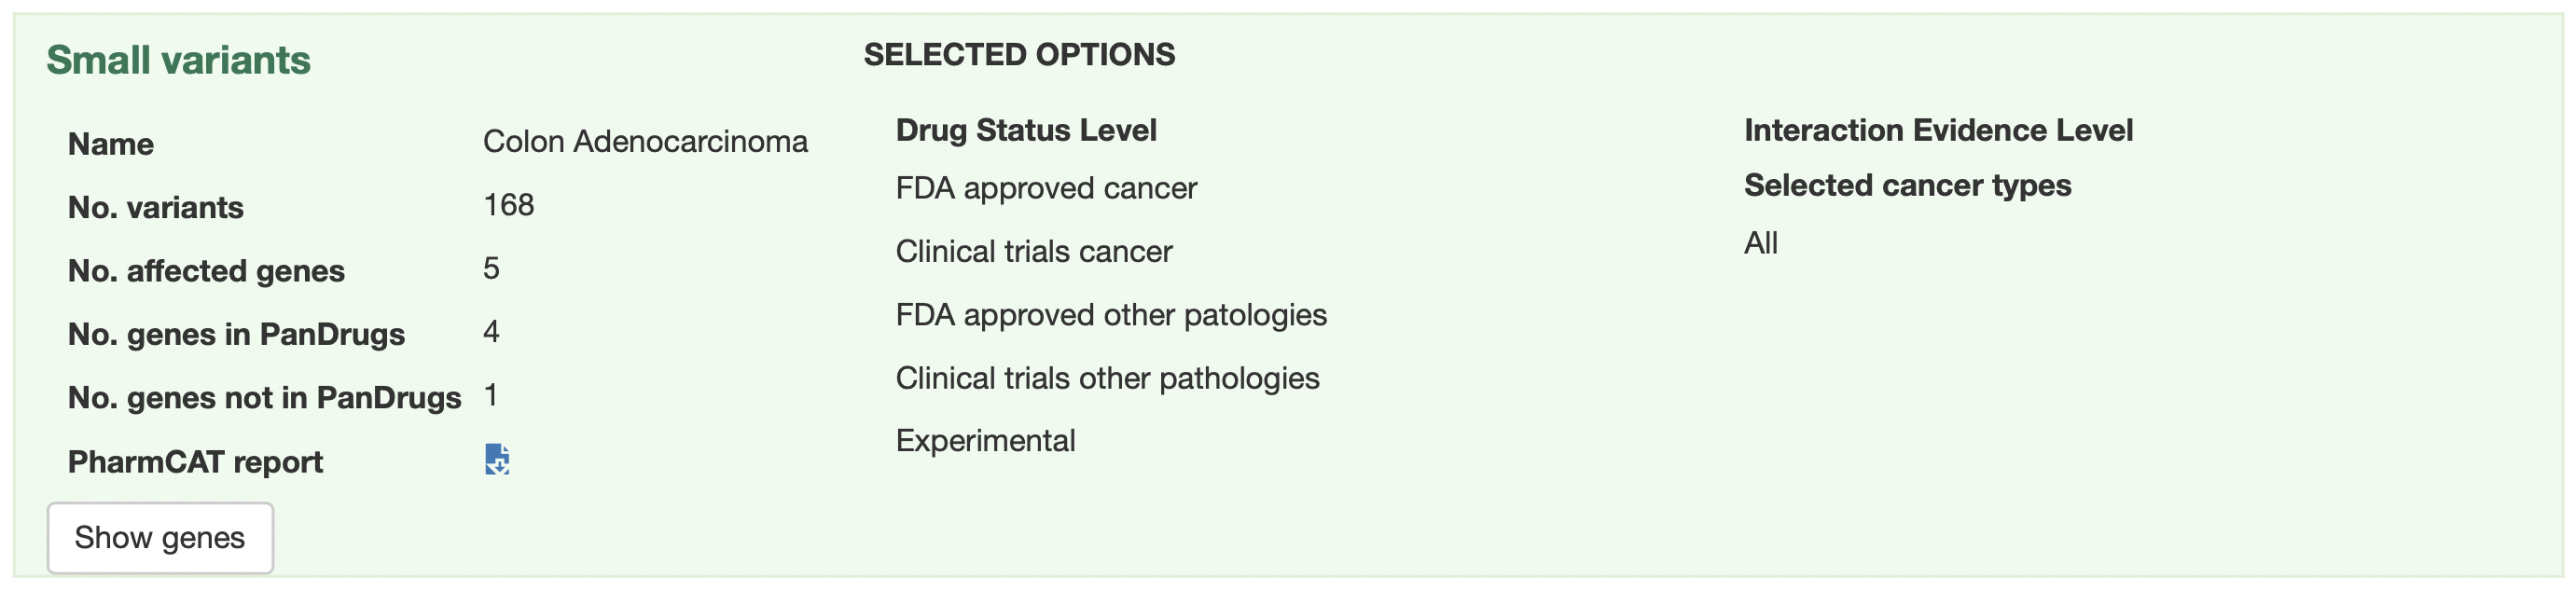 Small variants
Name Colon Adenocarcinoma
No. variants 168
No. affected genes 5
No. genes in PanDrugs 4
No. genes not in PanDrugs 1
PharmCAT report
Show genes
SELECTED OPTIONS
Drug Status Level
FDA approved cancer
Clinical trials cancer
FDA approved other patologies
Clinical trials other pathologies
Experimental
Interaction Evidence Level
Selected cancer types
All